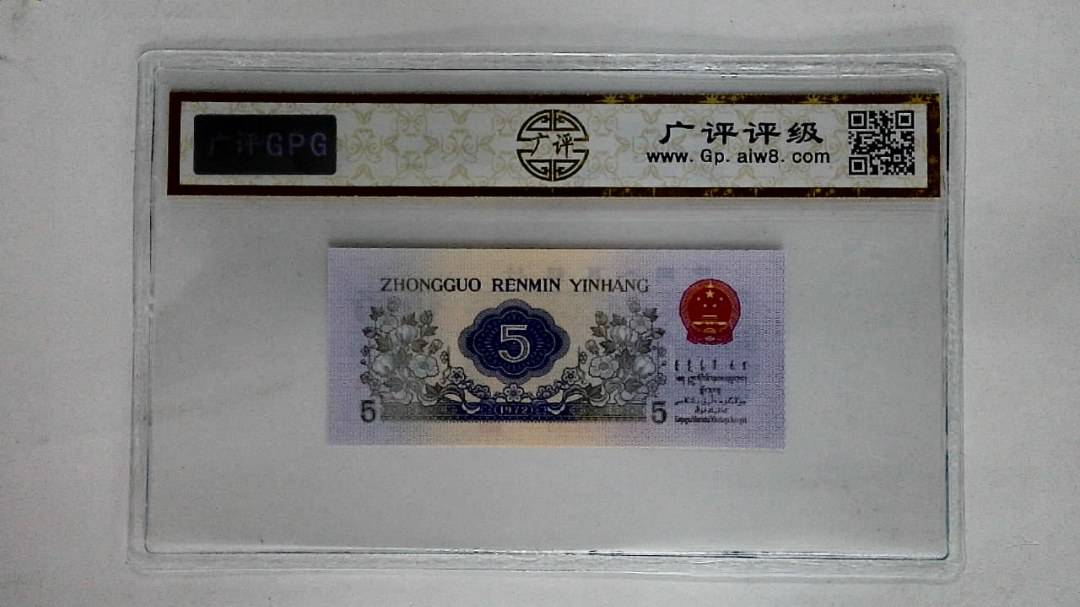 广评GPG
广评
广评评级
www.Gp.aiw8.com
ZHONGGUO RENMIN YINHANG
5
5
(1972)
5